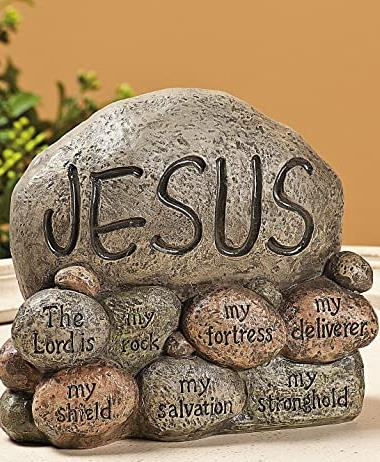 JESUS
The
Lord is
my
rock
my
fortress
my
deliverer
my
shield
my
salvation
my
stronghold